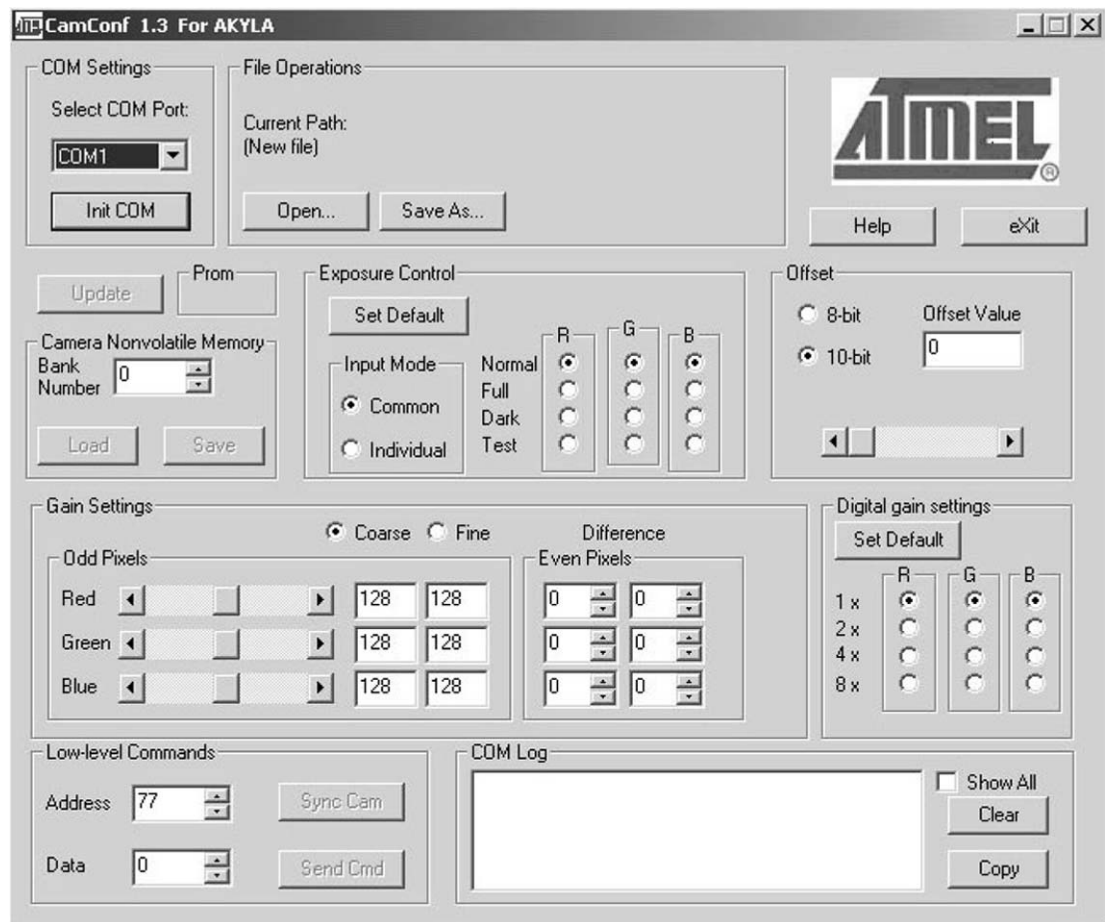 CamConf 1.3 For AKYLA
COM Settings
Select COM Port:
COM1
Init COM
File Operations
Current Path:
(New file)
Open...
Save As...
ATMEL
®
Help
eXit
Update
Prom
Camera Nonvolatile Memory
Bank
Number
0
Load
Save
Exposure Control
Set Default
Input Mode
Common
Individual
R G B
Normal
Full
Dark
Test
Offset
8-bit
10-bit
Offset Value
0
Gain Settings
Coarse Fine Difference
Odd Pixels
Even Pixels
Red 128 128 0 0
Green 128 128 0 0
Blue 128 128 0 0
Digital gain settings
Set Default
R G B
1 x
2 x
4 x
8 x
Low-level Commands
Address 77 Sync Cam
Data 0 Send Cmd
COM Log
Show All
Clear
Copy